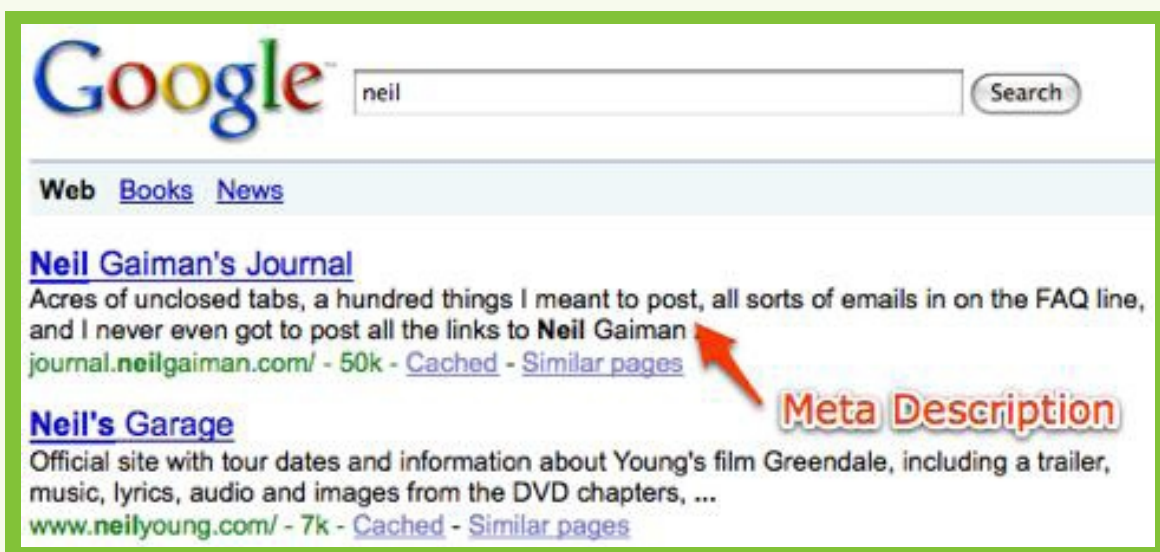 Google™ neil Search
Web Books News
Neil Gaiman's Journal
Acres of unclosed tabs, a hundred things I meant to post, all sorts of emails in on the FAQ line,
and I never even got to post all the links to Neil Gaiman
journal.neilgaiman.com/ - 50k - Cached - Similar pages
Meta Description
Neil's Garage
Official site with tour dates and information about Young's film Greendale, including a trailer,
music, lyrics, audio and images from the DVD chapters, ...
www.neilyoung.com/ - 7k - Cached - Similar pages